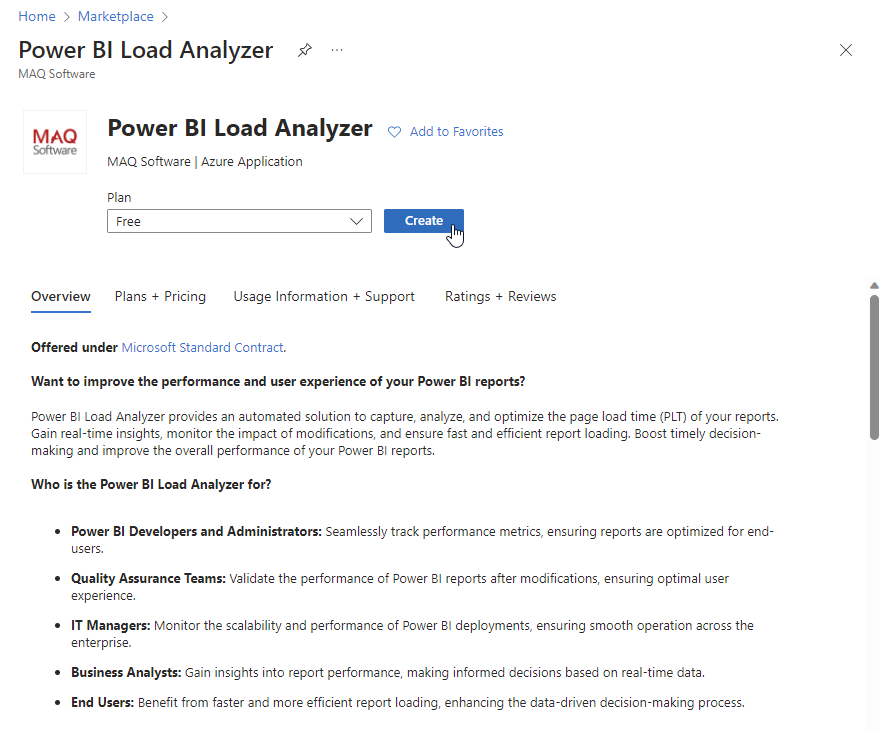 Home > Marketplace >
Power BI Load Analyzer ...
MAQ Software
MAQ
Software
Power BI Load Analyzer
Add to Favorites
MAQ Software | Azure Application
Plan
Free
Create
Overview
Plans + Pricing
Usage Information + Support
Ratings + Reviews
Offered under Microsoft Standard Contract.
Want to improve the performance and user experience of your Power BI reports?
Power BI Load Analyzer provides an automated solution to capture, analyze, and optimize the page load time (PLT) of your reports.
Gain real-time insights, monitor the impact of modifications, and ensure fast and efficient report loading. Boost timely decision-
making and improve the overall performance of your Power BI reports.
Who is the Power BI Load Analyzer for?
• Power BI Developers and Administrators: Seamlessly track performance metrics, ensuring reports are optimized for end-
users.
• Quality Assurance Teams: Validate the performance of Power BI reports after modifications, ensuring optimal user
experience.
• IT Managers: Monitor the scalability and performance of Power BI deployments, ensuring smooth operation across the
enterprise.
• Business Analysts: Gain insights into report performance, making informed decisions based on real-time data.
• End Users: Benefit from faster and more efficient report loading, enhancing the data-driven decision-making process.